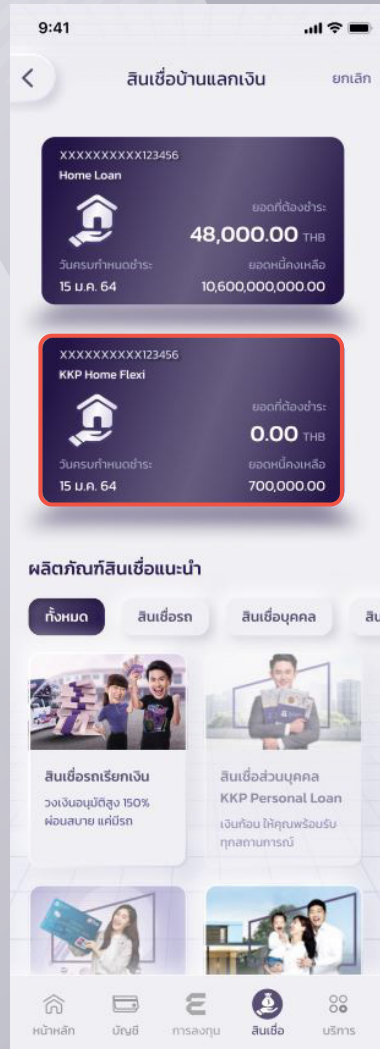 9:41
สินเชื่อบ้านแลกเงิน
ยกเลิก
XXXXXXXXXX123456
Home Loan
ยอดที่ต้องชำระ
48,000.00 THB
วันครบกำหนดชำระ
ยอดหนี้คงเหลือ
15 ม.ค. 64
10,600,000,000.00
XXXXXXXXXX123456
KKP Home Flexi
ยอดที่ต้องชำระ
0.00 THB
วันครบกำหนดชำระ
ยอดหนี้คงเหลือ
15 ม.ค. 64
700,000.00
ผลิตภัณฑ์สินเชื่อแนะนำ
ทั้งหมด
สินเชื่อรถ
สินเชื่อบุคคล
สิน
สินเชื่อรถเรียกเงิน
วงเงินอนุมัติสูง 150%
ผ่อนสบาย แค่มีรถ
สินเชื่อส่วนบุคคล
KKP Personal Loan
เงินก้อน ให้คุณพร้อมรับ
ทุกสถานการณ์
หน้าหลัก
บัญชี
การลงทุน
สินเชื่อ
บริการ